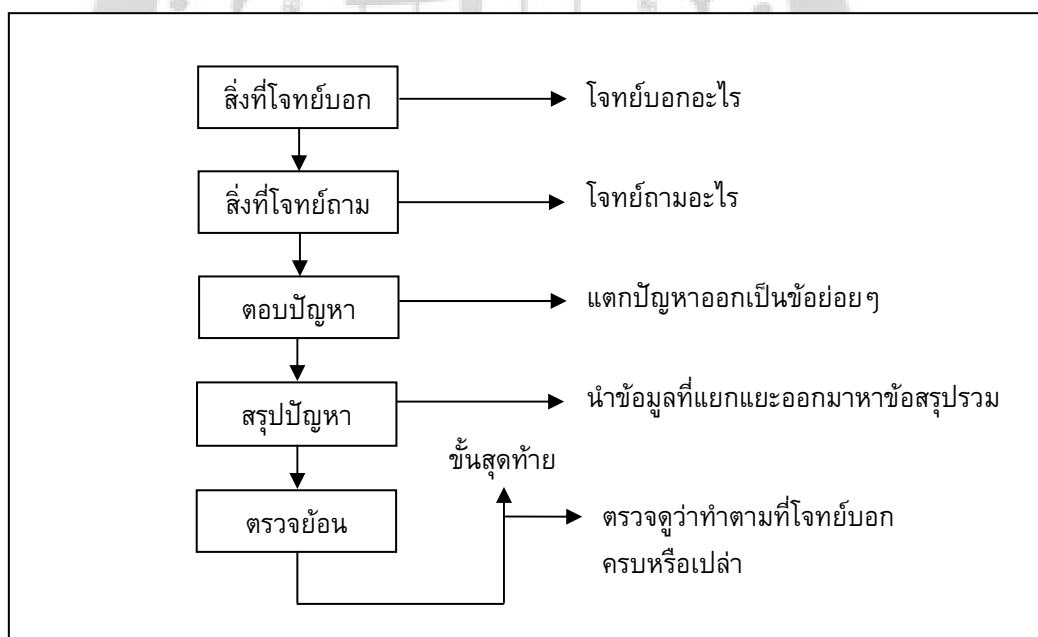 สิ่งที่โจทย์บอก
โจทย์บอกอะไร
สิ่งที่โจทย์ถาม
โจทย์ถามอะไร
ตอบปัญหา
แตกปัญหาออกเป็นข้อย่อยๆ
สรุปปัญหา
นำข้อมูลที่แยกแยะออกมาหาข้อสรุปรวม
ขั้นสุดท้าย
ตรวจย้อน
ตรวจดูว่าทำตามที่โจทย์บอก
ครบหรือเปล่า